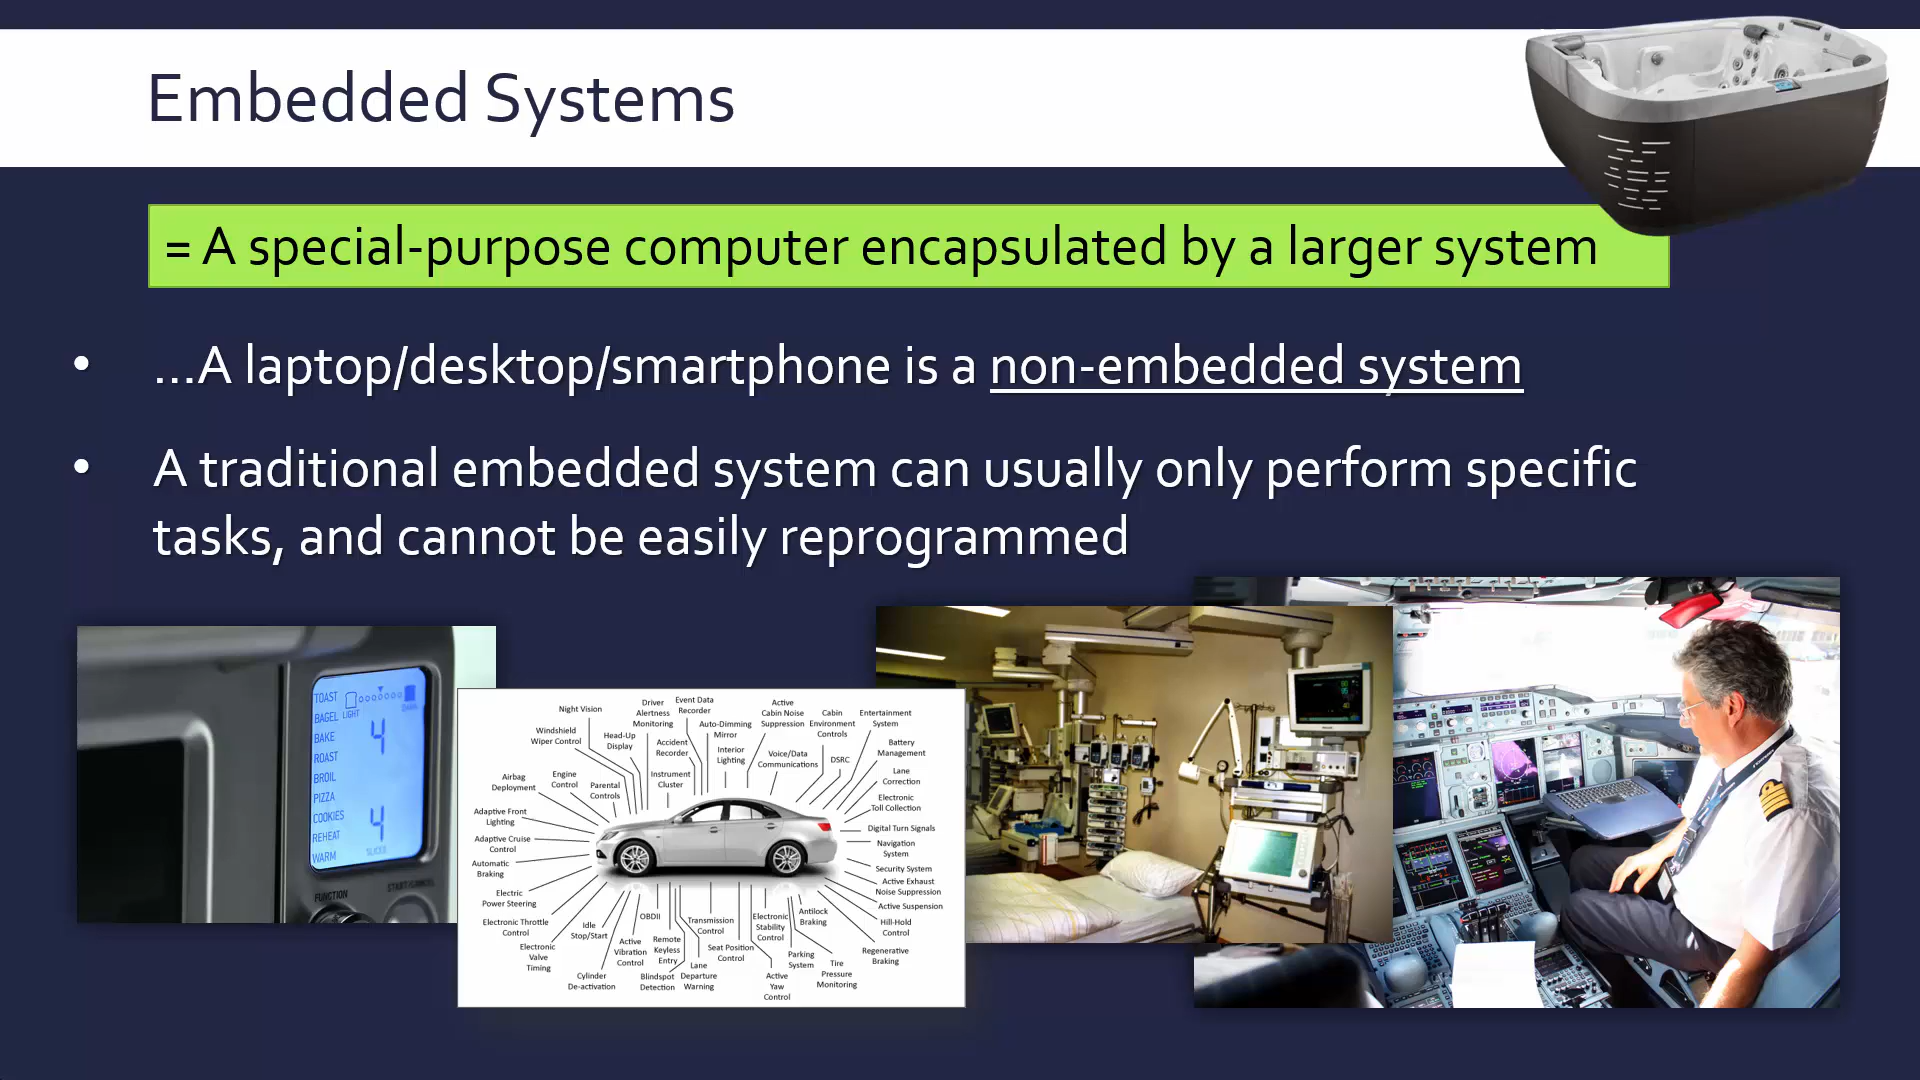 Embedded Systems
= A special-purpose computer encapsulated by a larger system
• ...A laptop/desktop/smartphone is a non-embedded system
• A traditional embedded system can usually only perform specific
tasks, and cannot be easily reprogrammed
TOAST
LIGHT
BAGEL
BAKE
4
ROAST
BROIL
PIZZA
COOKIES
4
REHEAT
WARM
SLICES
FUNCTION
START/CANCEL
Night Vision
Driver
Alertness
Monitoring
Event Data
Recorder
Active
Cabin Noise
Suppression
Cabin
Environment
Controls
Entertainment
System
Windshield
Wiper Control
Head-Up
Display
Accident
Recorder
Auto-Dimming
Mirror
Interior
Lighting
Voice/Data
Communications
DSRC
Battery
Management
Airbag
Deployment
Engine
Control
Parental
Controls
Instrument
Cluster
Lane
Correction
Electronic
Toll Collection
Adaptive Front
Lighting
Digital Turn Signals
Adaptive Cruise
Control
Navigation
System
Automatic
Braking
Security System
Active Exhaust
Noise Suppression
Electric
Power Steering
Active Suspension
Electronic Throttle
Control
Idle
Stop/Start
OBDII
Transmission
Control
Electronic
Stability
Control
Antilock
Braking
Hill-Hold
Control
Electronic
Valve
Timing
Active
Vibration
Control
Remote
Keyless
Entry
Seat Position
Control
Parking
System
Regenerative
Braking
Cylinder
De-activation
Blindspot
Detection
Lane
Departure
Warning
Active
Yaw
Control
Tire
Pressure
Monitoring